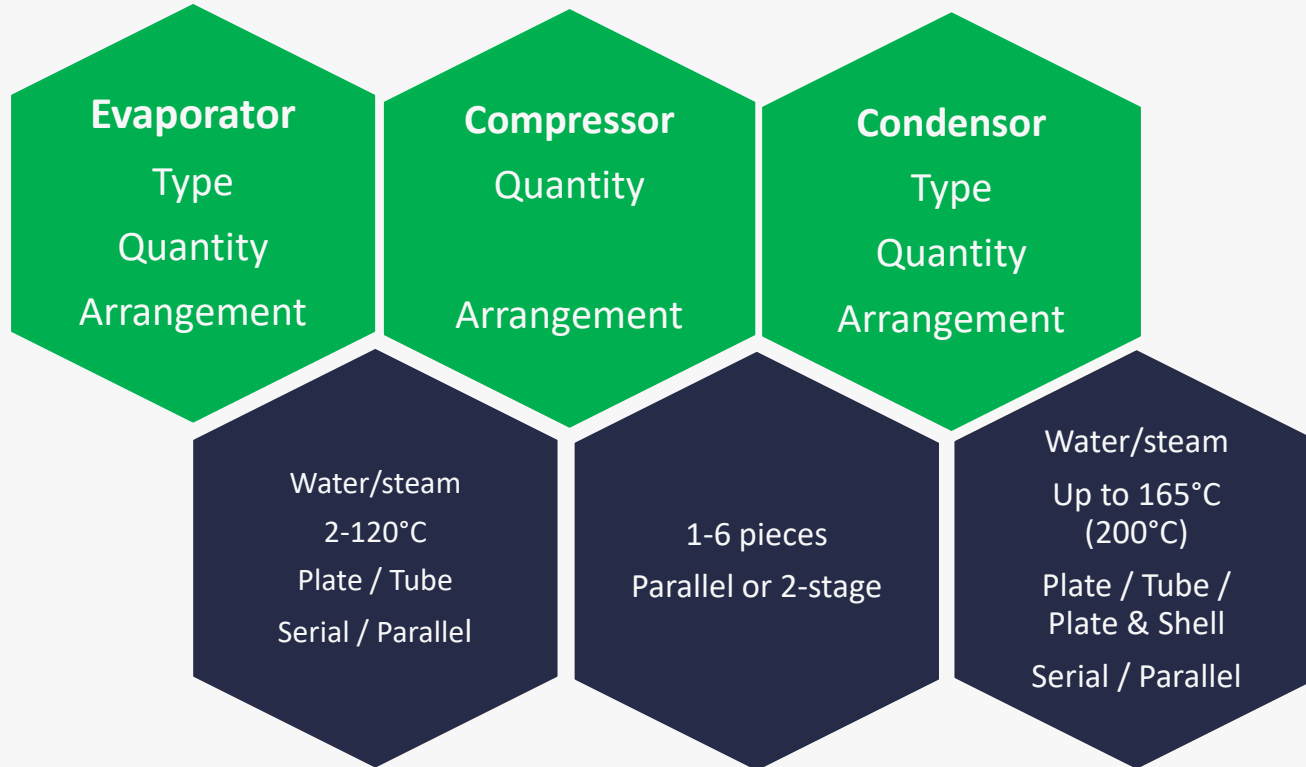 Evaporator
Type
Quantity
Arrangement
Compressor
Quantity
Arrangement
Condensor
Type
Quantity
Arrangement
Water/steam
2-120°C
Plate / Tube
Serial / Parallel
1-6 pieces
Parallel or 2-stage
Water/steam
Up to 165°C
(200°C)
Plate / Tube /
Plate & Shell
Serial / Parallel